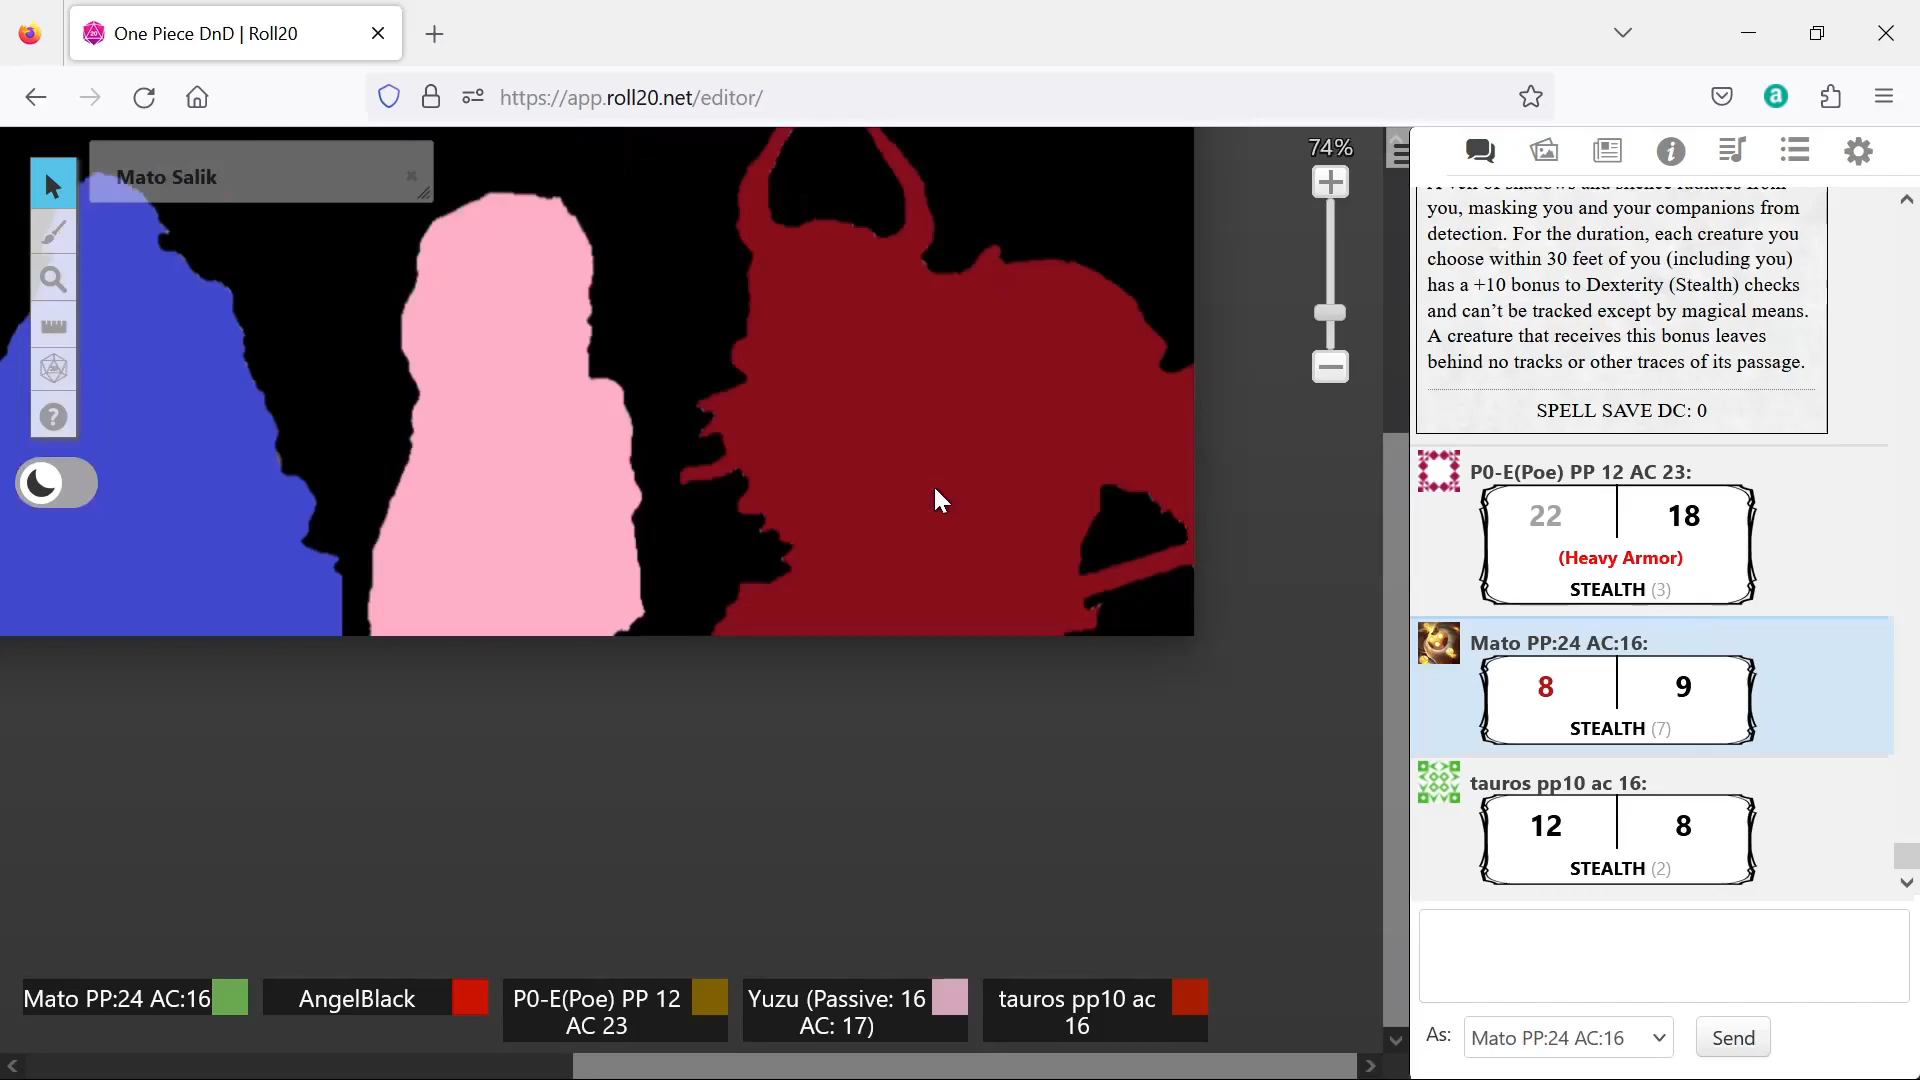 One Piece DnD | Roll20
https://app.roll20.net/editor/
Mato Salik
74%
you, masking you and your companions from
detection. For the duration, each creature you
choose within 30 feet of you (including you)
has a +10 bonus to Dexterity (Stealth) checks
and can't be tracked except by magical means.
A creature that receives this bonus leaves
behind no tracks or other traces of its passage.
SPELL SAVE DC: 0
P0-E(Poe) PP 12 AC 23:
22 18
(Heavy Armor)
STEALTH (3)
Mato PP:24 AC:16:
8 9
STEALTH (7)
tauros pp10 ac 16:
12 8
STEALTH (2)
As: Mato PP:24 AC:16 Send
Mato PP:24 AC:16
AngelBlack
P0-E(Poe) PP 12
AC 23
Yuzu (Passive: 16
AC: 17)
tauros pp10 ac
16